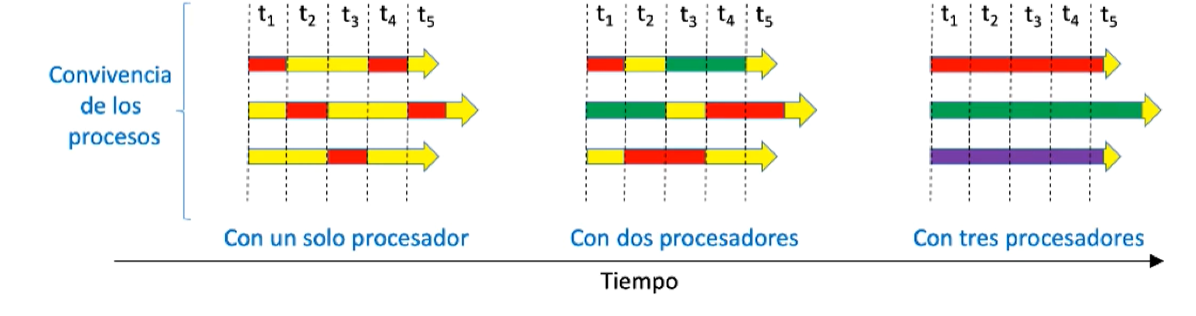 t₁ t₂ t₃ t₄ t₅
t₁ t₂ t₃ t₄ t₅
t₁ t₂ t₃ t₄ t₅
Convivencia
de los
procesos
Con un solo procesador
Con dos procesadores
Con tres procesadores
Tiempo